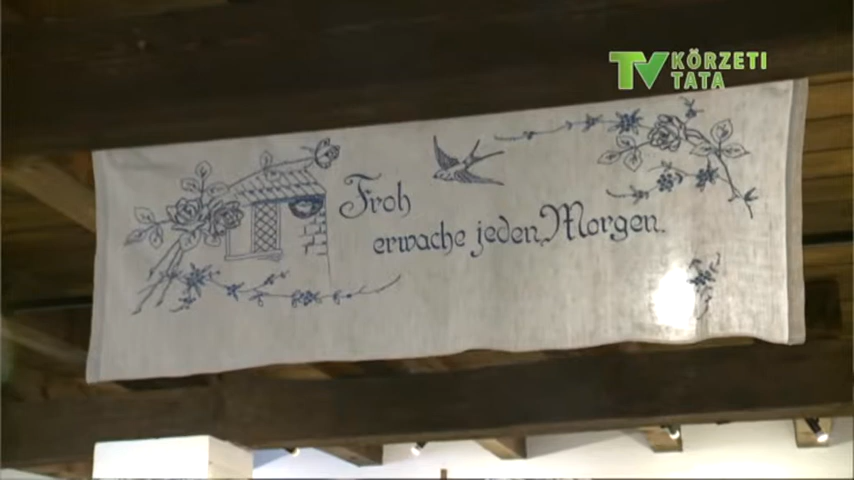 TV KÖRZETI
TATA
Froh
erwache jeden Morgen.